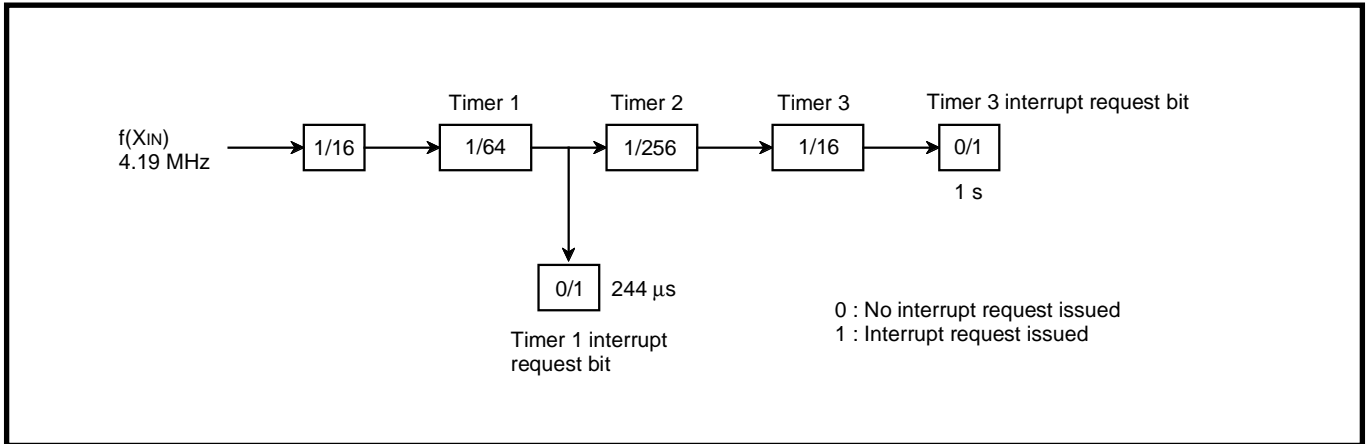 Timer 1
Timer 2
Timer 3
Timer 3 interrupt request bit
f(XIN)
4.19 MHz
1/16
1/64
1/256
1/16
0/1
1 s
0/1
244 μs
Timer 1 interrupt
request bit
0 : No interrupt request issued
1 : Interrupt request issued